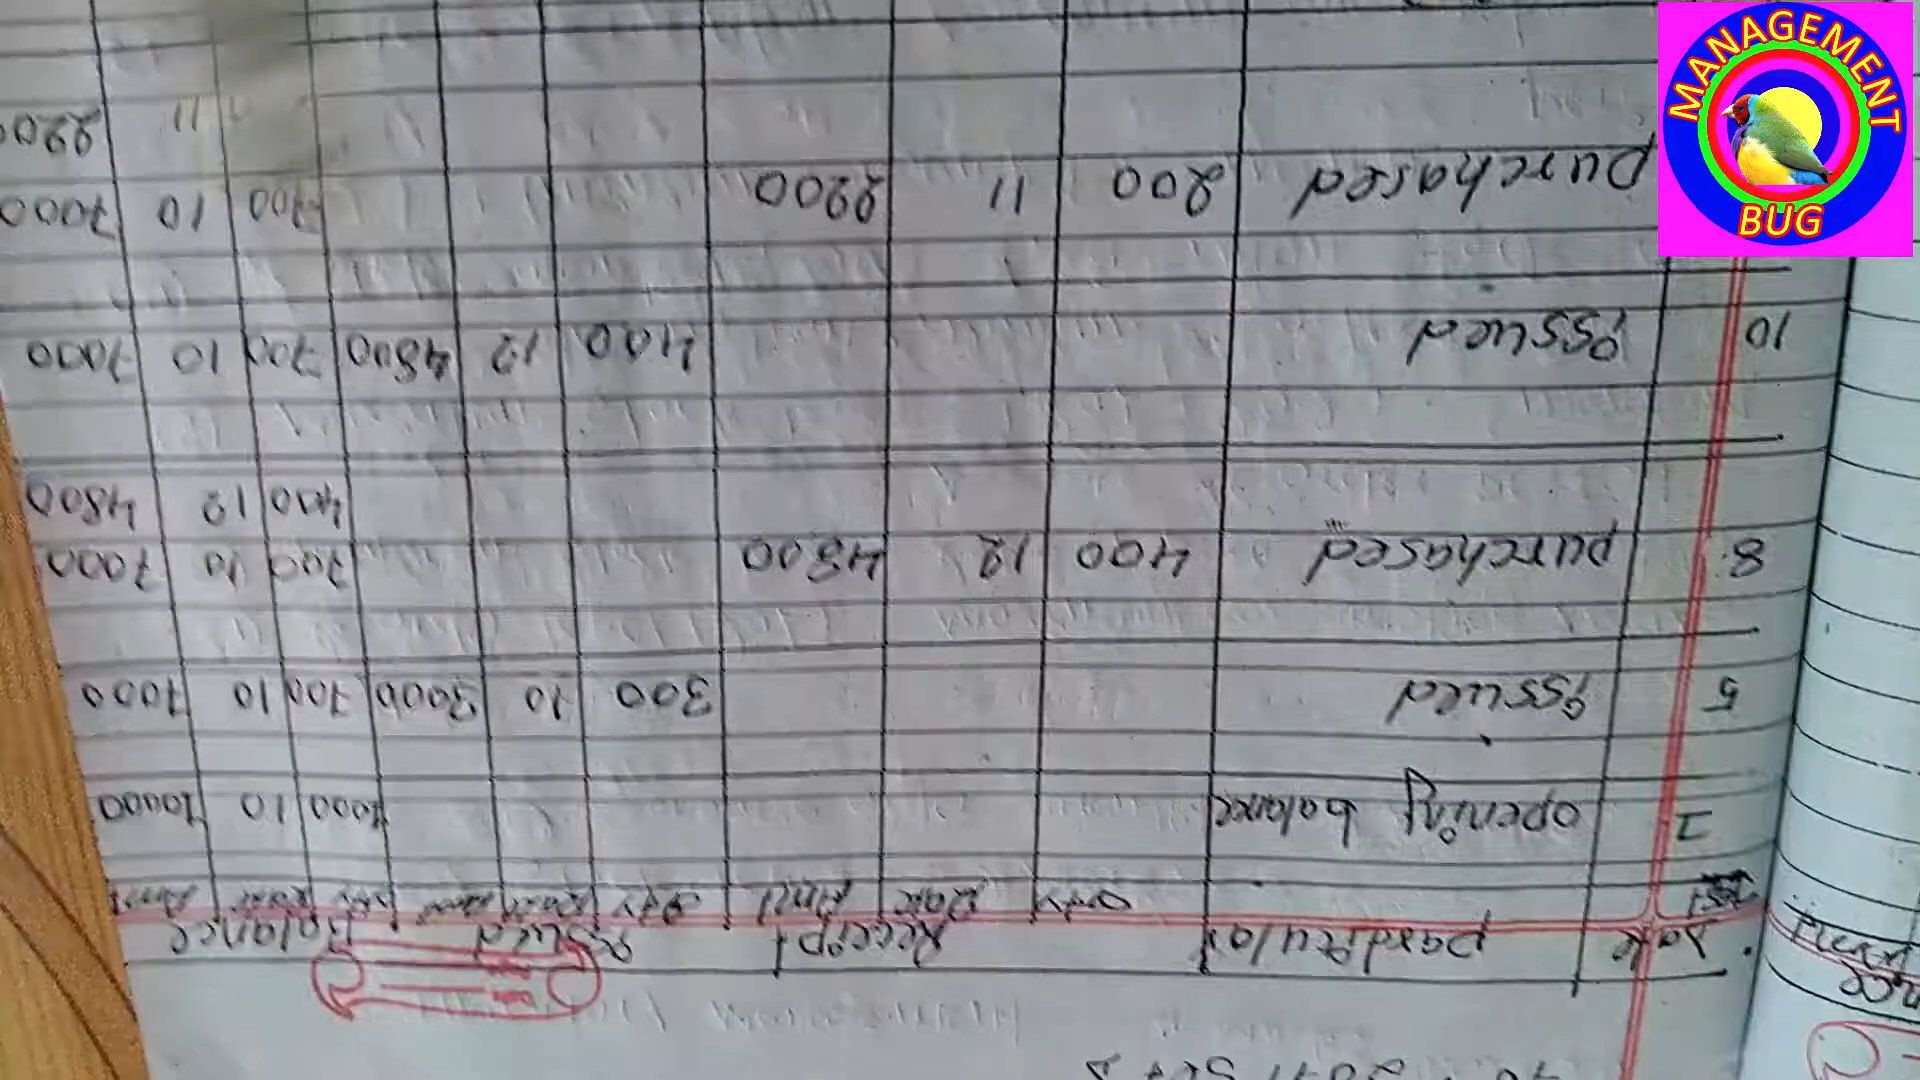 MANAGEMENT
BUG
Date particular Receipt issued Balance
Qty Rate Amt Qty Rate Amt Qty Rate Amt
1 opening balance 1000 10 10000
5 issued 300 10 3000 700 10 7000
8 purchased 400 12 4800 700 10 7000
400 12 4800
10 issued 400 12 4800 700 10 7000
purchased 200 11 2200 700 10 7000
11 2200